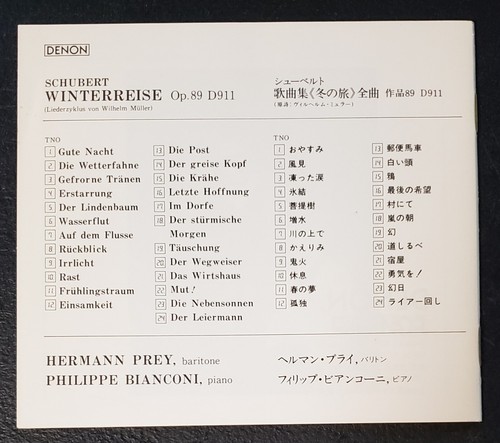 DENON
SCHUBERT
WINTERREISE Op.89 D911
(Liederzyklus von Wilhelm Müller)
シューベルト
歌曲集《冬の旅》全曲 作品89 D911
(原詩:ヴィルヘルム・ミュラー)
TNO
1 Gute Nacht
2 Die Wetterfahne
3 Gefrorne Tränen
4 Erstarrung
5 Der Lindenbaum
6 Wasserflut
7 Auf dem Flusse
8 Rückblick
9 Irrlicht
10 Rast
11 Frühlingstraum
12 Einsamkeit
13 Die Post
14 Der greise Kopf
15 Die Krähe
16 Letzte Hoffnung
17 Im Dorfe
18 Der stürmische
Morgen
19 Täuschung
20 Der Wegweiser
21 Das Wirtshaus
22 Mut!
23 Die Nebensonnen
24 Der Leiermann
TNO
1 おやすみ
2 風見
3 凍った涙
4 氷結
5 菩提樹
6 増水
7 川の上で
8 かえりみ
9 鬼火
10 休息
11 春の夢
12 孤独
13 郵便馬車
14 白い頭
15 鴉
16 最後の希望
17 村にて
18 嵐の朝
19 幻
20 道しるべ
21 宿屋
22 勇気を!
23 幻日
24 ライアー回し
HERMANN PREY, baritone
PHILIPPE BIANCONI, piano
ヘルマン・プライ, バリトン
フィリップ・ビアンコーニ, ピアノ